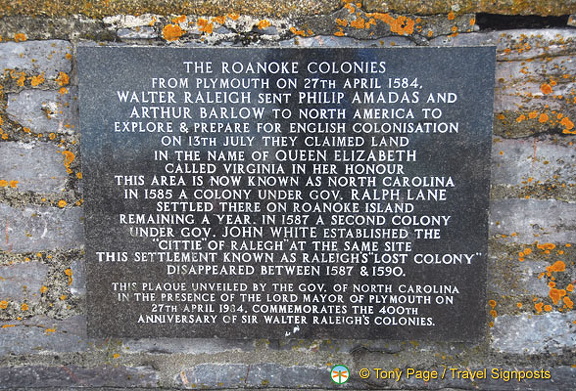 THE ROANOKE COLONIES
FROM PLYMOUTH ON 27TH APRIL 1584,
WALTER RALEIGH SENT PHILIP AMADAS AND
ARTHUR BARLOW TO NORTH AMERICA TO
EXPLORE & PREPARE FOR ENGLISH COLONISATION
ON 13TH JULY THEY CLAIMED LAND
IN THE NAME OF QUEEN ELIZABETH
CALLED VIRGINIA IN HER HONOUR
THIS AREA IS NOW KNOWN AS NORTH CAROLINA
IN 1585 A COLONY UNDER GOV. RALPH LANE
SETTLED THERE ON ROANOKE ISLAND
REMAINING A YEAR. IN 1587 A SECOND COLONY
UNDER GOV. JOHN WHITE ESTABLISHED THE
"CITTIE OF RALEGH" AT THE SAME SITE
THIS SETTLEMENT KNOWN AS RALEIGH'S "LOST COLONY"
DISAPPEARED BETWEEN 1587 & 1590.
THIS PLAQUE UNVEILED BY THE GOV. OF NORTH CAROLINA
IN THE PRESENCE OF THE LORD MAYOR OF PLYMOUTH ON
27TH APRIL 1984, COMMEMORATES THE 400TH
ANNIVERSARY OF SIR WALTER RALEIGH'S COLONIES.
© Tony Page / Travel Signposts